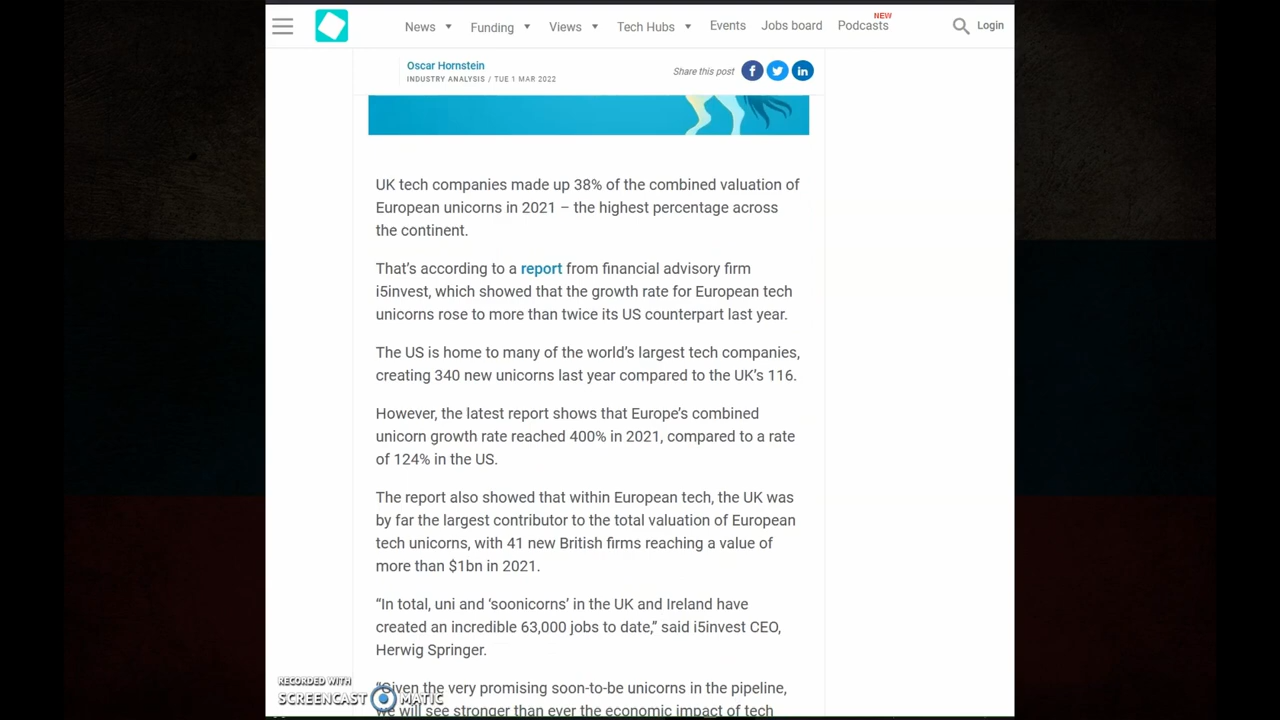 News Funding Views Tech Hubs Events Jobs board Podcasts NEW Login
Oscar Hornstein
INDUSTRY ANALYSIS / TUE 1 MAR 2022
Share this post
UK tech companies made up 38% of the combined valuation of
European unicorns in 2021 – the highest percentage across
the continent.
That's according to a report from financial advisory firm
i5invest, which showed that the growth rate for European tech
unicorns rose to more than twice its US counterpart last year.
The US is home to many of the world's largest tech companies,
creating 340 new unicorns last year compared to the UK's 116.
However, the latest report shows that Europe's combined
unicorn growth rate reached 400% in 2021, compared to a rate
of 124% in the US.
The report also showed that within European tech, the UK was
by far the largest contributor to the total valuation of European
tech unicorns, with 41 new British firms reaching a value of
more than $1bn in 2021.
“In total, uni and ‘soonicorns’ in the UK and Ireland have
created an incredible 63,000 jobs to date,” said i5invest CEO,
Herwig Springer.
“Given the very promising soon-to-be unicorns in the pipeline,
we will see stronger than ever the economic impact of tech
RECORDED WITH
SCREENCAST MATIC